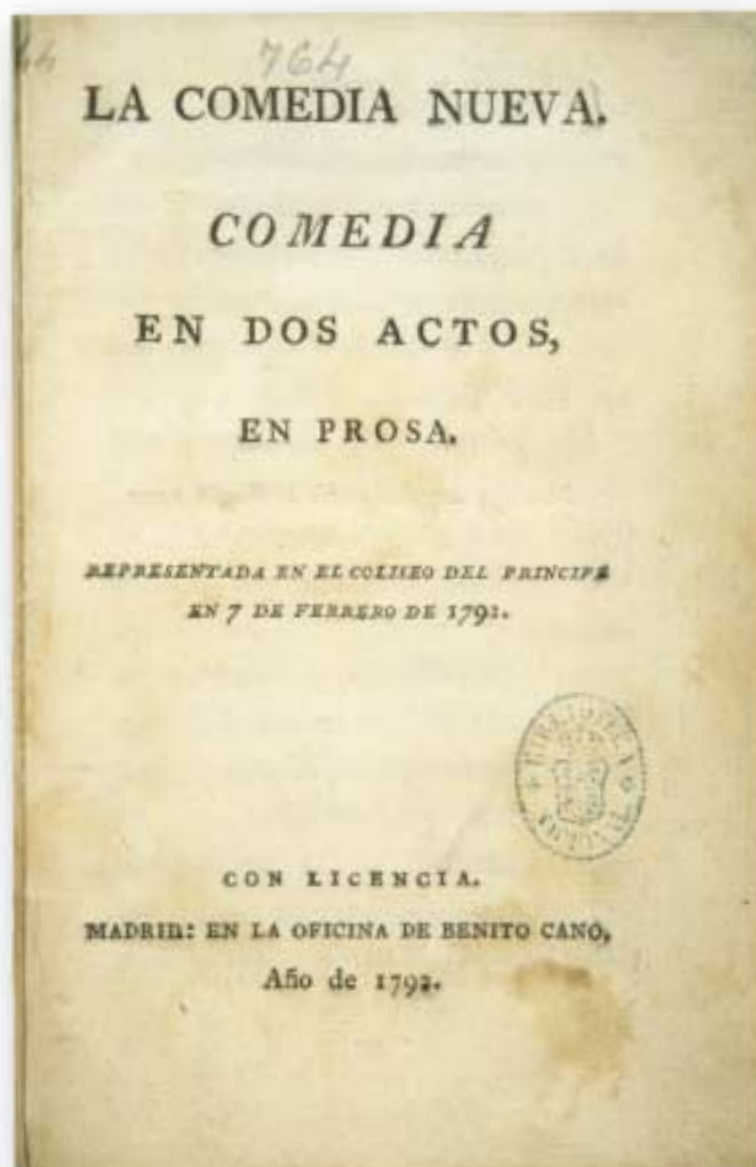 764
LA COMEDIA NUEVA.
COMEDIA
EN DOS ACTOS,
EN PROSA.
REPRESENTADA EN EL COLISEO DEL PRINCIPE
EN 7 DE FEBRERO DE 1792.
BIBLIOTECA
CON LICENCIA.
MADRID: EN LA OFICINA DE BENITO CANO,
Año de 1792.